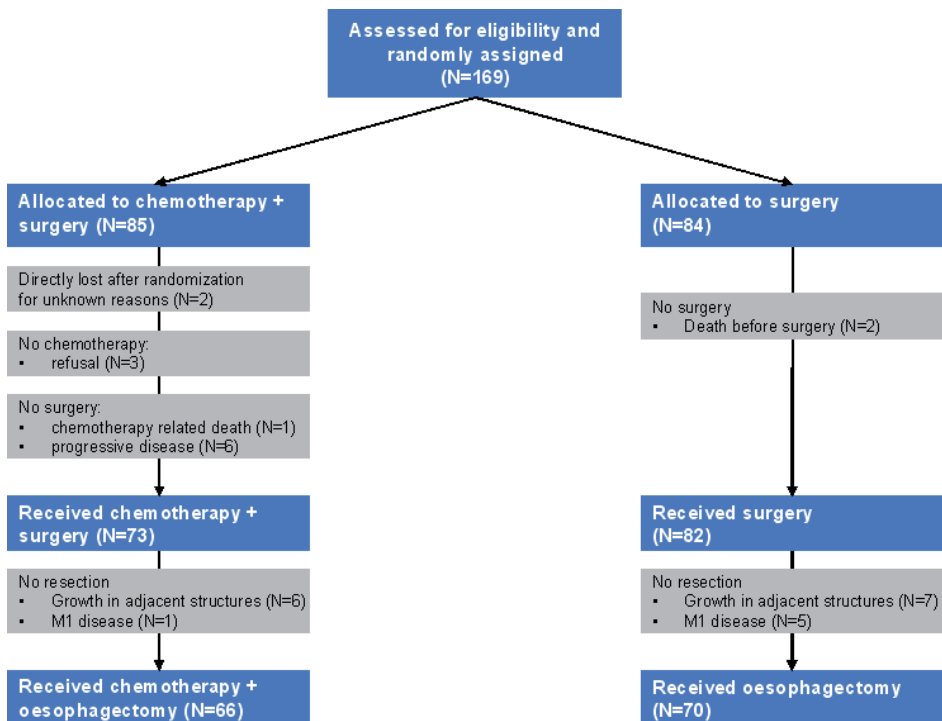 Assessed for eligibility and
randomly assigned
(N=169)
Allocated to chemotherapy +
surgery (N=85)
Directly lost after randomization
for unknown reasons (N=2)
No chemotherapy:
▪ refusal (N=3)
No surgery:
▪ chemotherapy related death (N=1)
▪ progressive disease (N=6)
Received chemotherapy +
surgery (N=73)
No resection
▪ Growth in adjacent structures (N=6)
▪ M1 disease (N=1)
Received chemotherapy +
oesophagectomy (N=66)
Allocated to surgery
(N=84)
No surgery
▪ Death before surgery (N=2)
Received surgery
(N=82)
No resection
▪ Growth in adjacent structures (N=7)
▪ M1 disease (N=5)
Received oesophagectomy
(N=70)